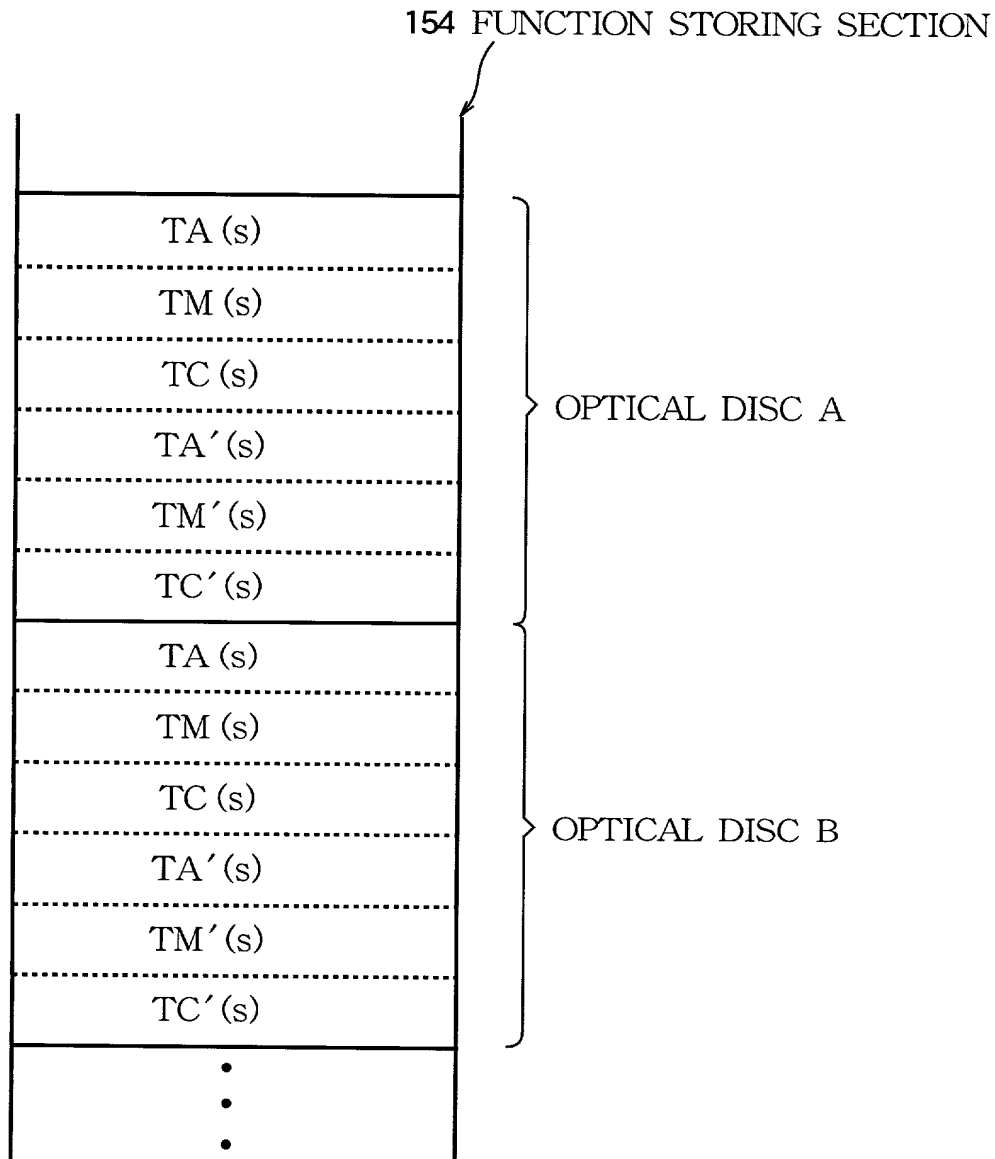 154 FUNCTION STORING SECTION
TA (s)
TM (s)
TC (s)
TA´(s)
TM´(s)
TC´(s)
OPTICAL DISC A
TA (s)
TM (s)
TC (s)
TA´(s)
TM´(s)
TC´(s)
OPTICAL DISC B